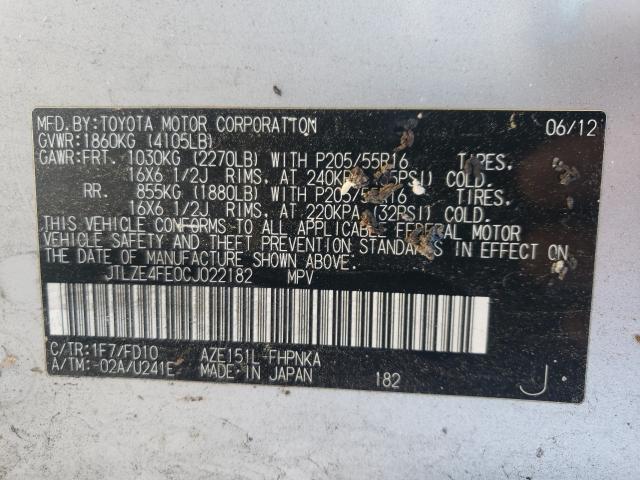 MFD.BY:TOYOTA MOTOR CORPORATION 06/12
GVWR:1860KG (4105LB)
GAWR:FRT. 1030KG (2270LB) WITH P205/55R16 TIRES,
16X6 1/2J RIMS, AT 240KPA 5PSI) COLD.
RR. 855KG (1880LB) WITH P205/ 16 TIRES,
16X6 1/2J RIMS, AT 220KPA (32PSI) COLD.
THIS VEHICLE CONFORMS TO ALL APPLICABLE FEDERAL MOTOR
VEHICLE SAFETY AND THEFT PREVENTION STANDARDS IN EFFECT ON
THE DATE OF MANUFACTURE SHOWN ABOVE.
JTLZE4FE0CJ022182 MPV
C/TR:1F7/FD10 AZE151L-FHPNKA
A/TM:-02A/U241E MADE IN JAPAN 182 J